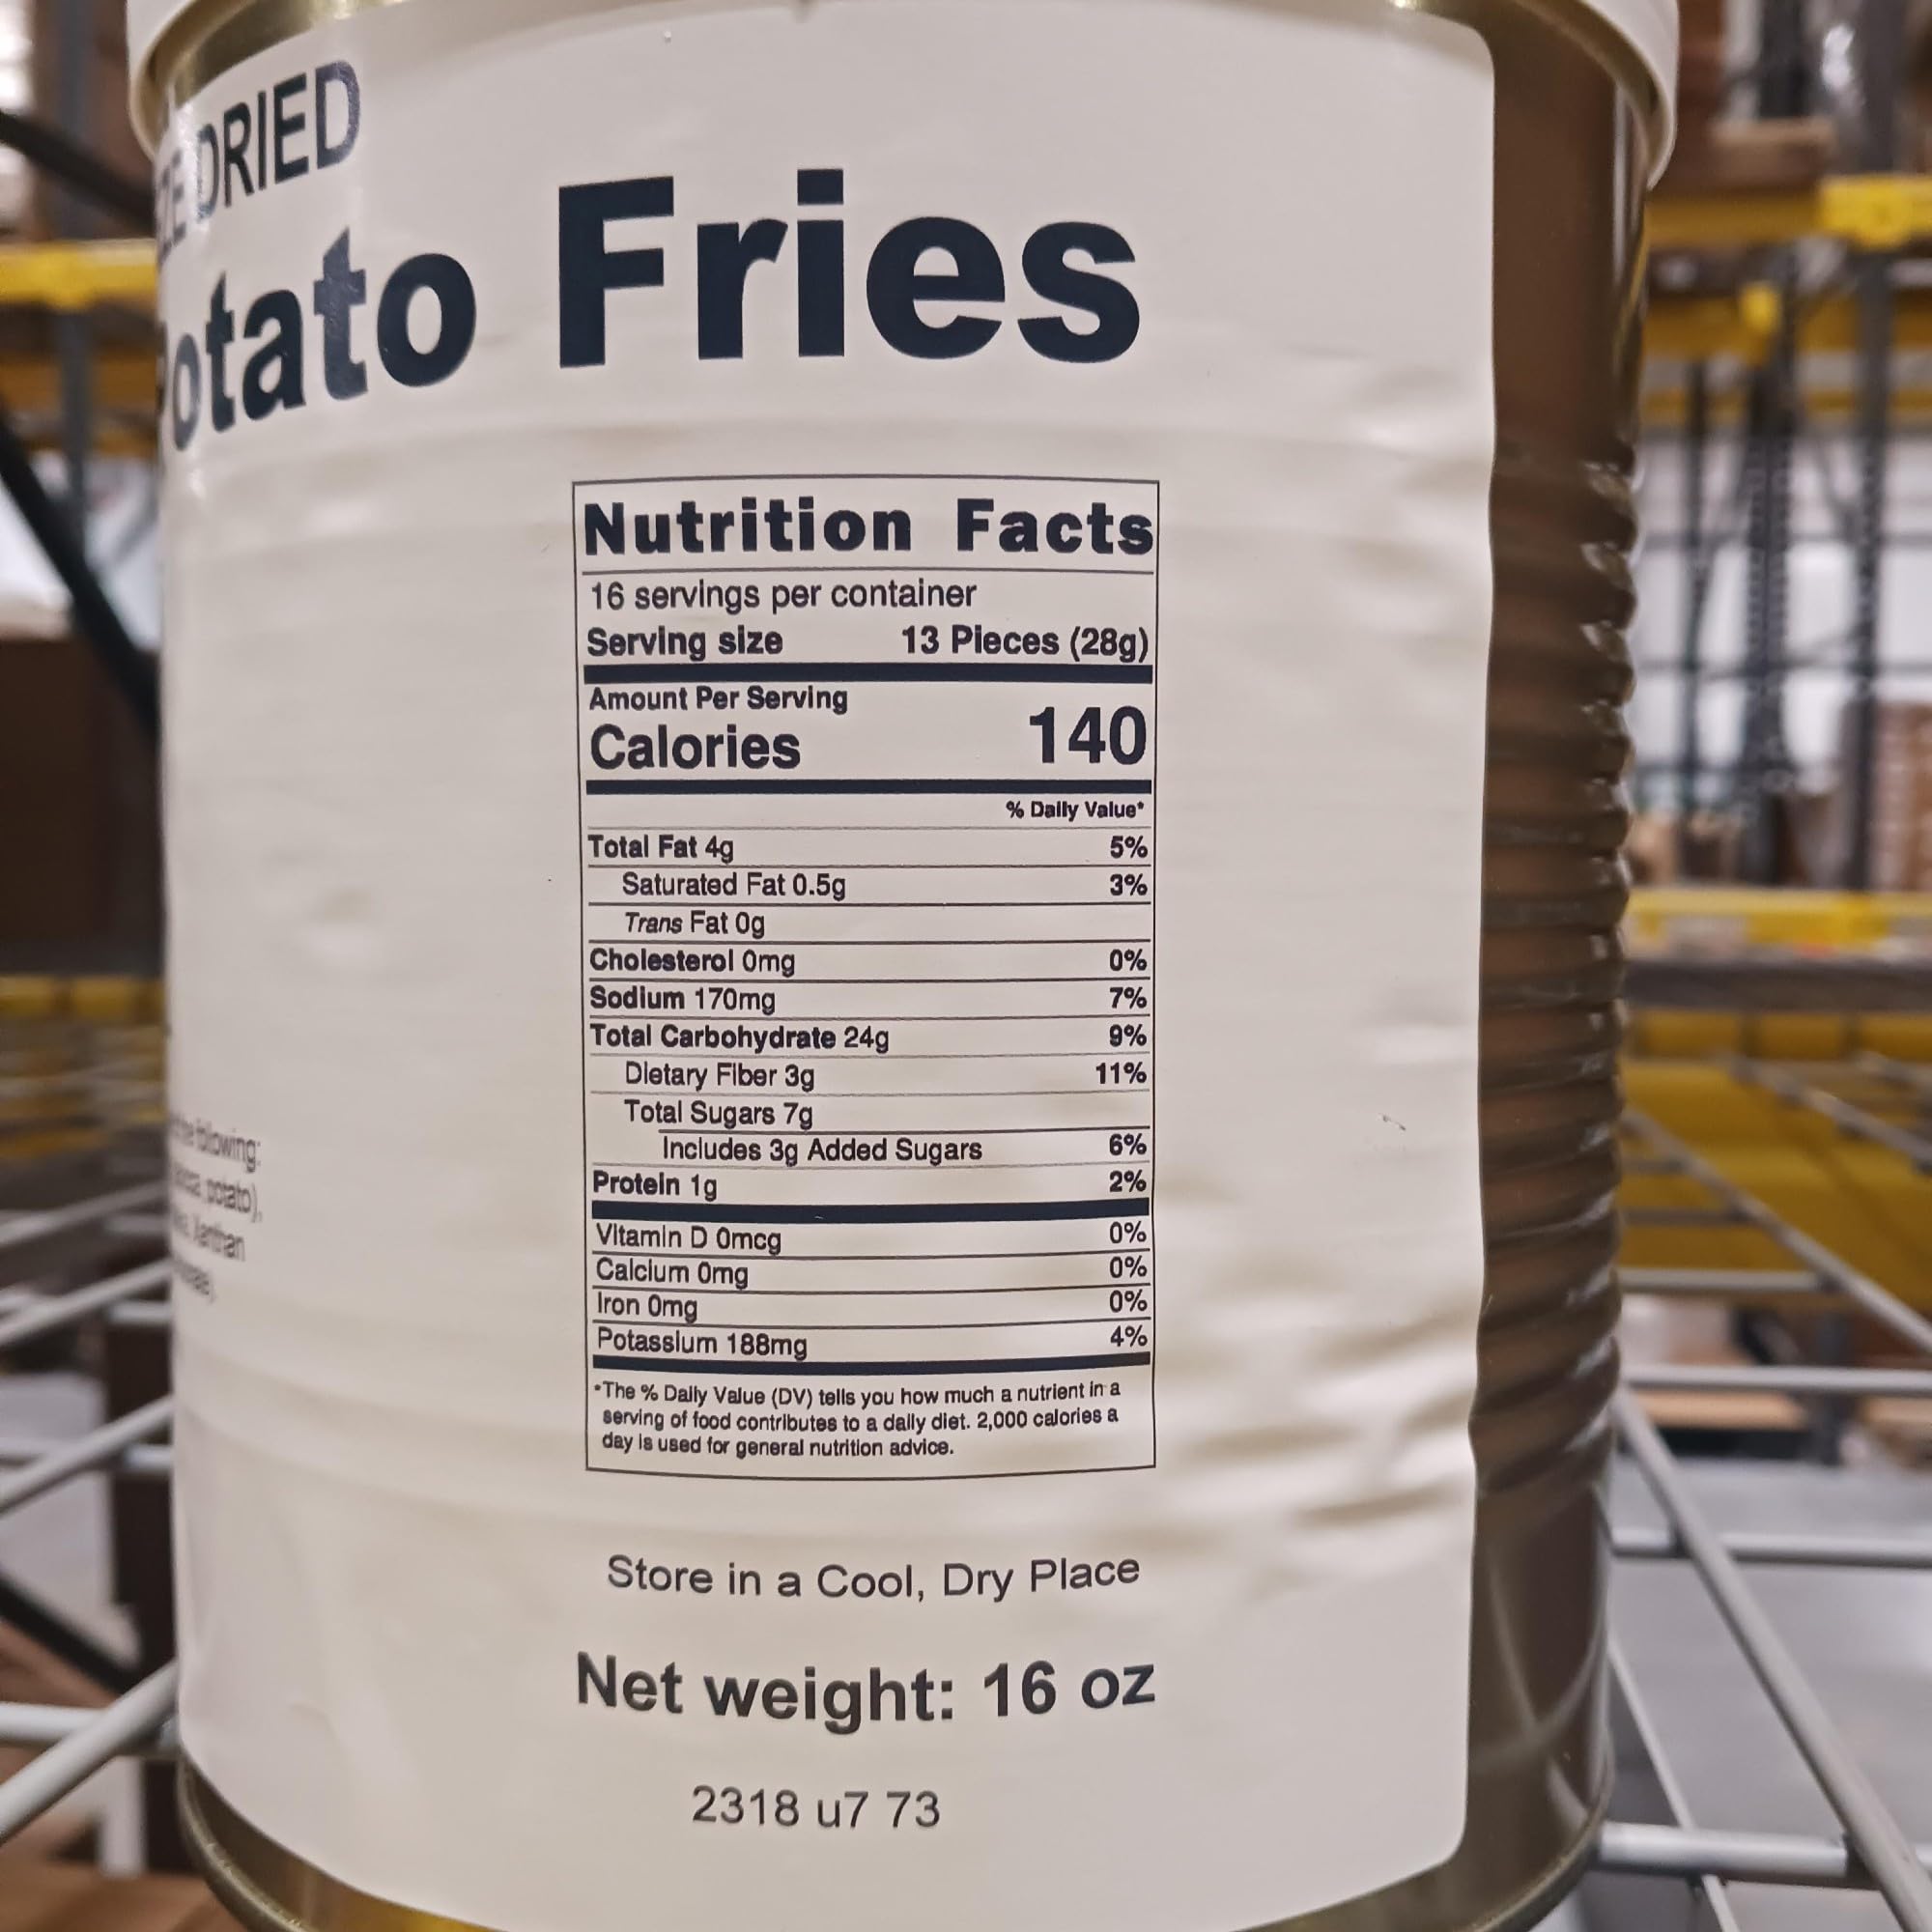 DRIED
otato Fries
Nutrition Facts
16 servings per container
Serving size 13 Pieces (28g)
Amount Per Serving
Calories 140
% Daily Value*
Total Fat 4g 5%
Saturated Fat 0.5g 3%
Trans Fat 0g
Cholesterol 0mg 0%
Sodium 170mg 7%
Total Carbohydrate 24g 9%
Dietary Fiber 3g 11%
Total Sugars 7g
Includes 3g Added Sugars 6%
Protein 1g 2%
Vitamin D 0mcg 0%
Calcium 0mg 0%
Iron 0mg 0%
Potassium 188mg 4%
*The % Daily Value (DV) tells you how much a nutrient in a
serving of food contributes to a daily diet. 2,000 calories a
day is used for general nutrition advice.
following:
potato),
Xanthan
Store in a Cool, Dry Place
Net weight: 16 oz
2318 u7 73